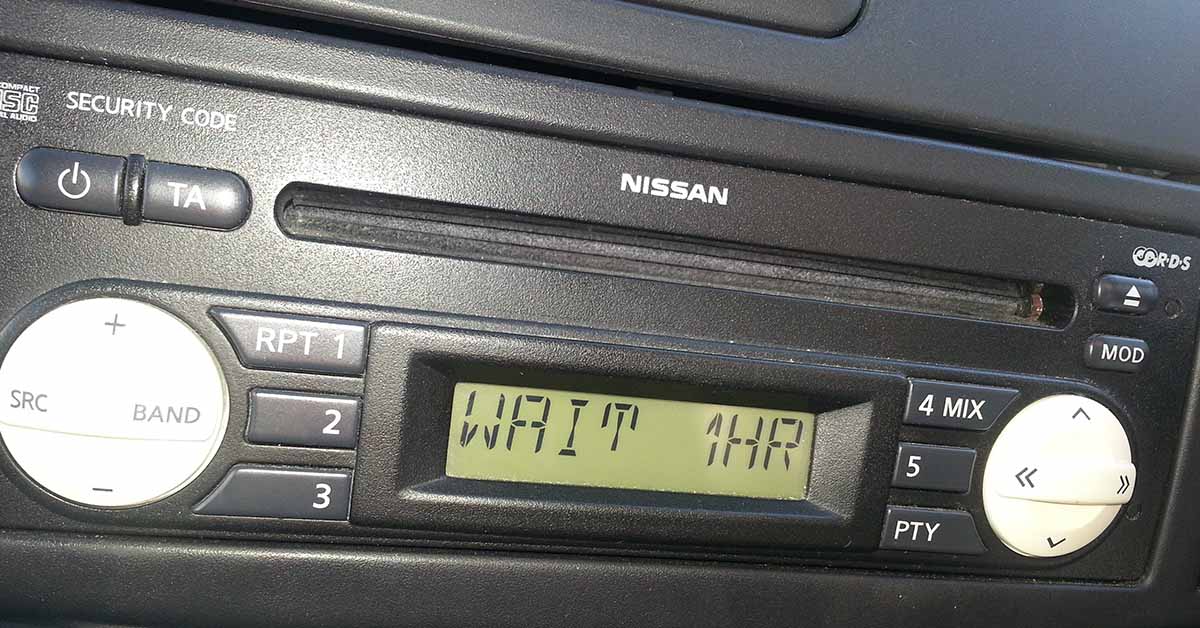 COMPACT
DISC
DIGITAL AUDIO
SECURITY CODE
TA
NISSAN
R·D·S
MOD
+
SRC
BAND
−
RPT 1
2
3
WAIT 1HR
4 MIX
5
PTY